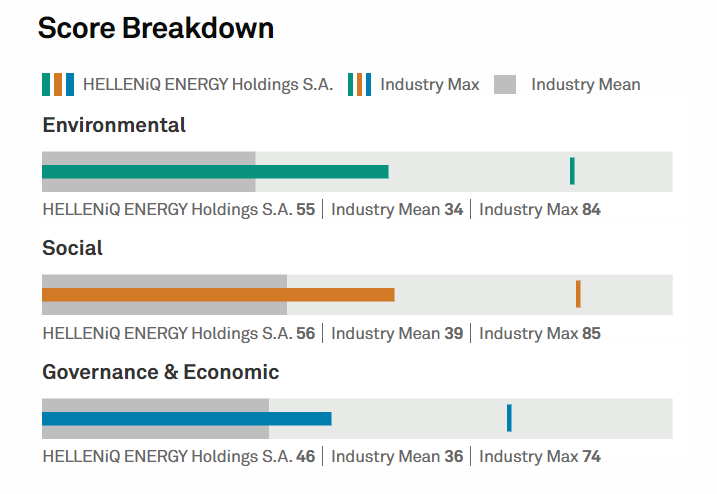 Score Breakdown
HELLENiQ ENERGY Holdings S.A. Industry Max Industry Mean
Environmental
HELLENiQ ENERGY Holdings S.A. 55 | Industry Mean 34 | Industry Max 84
Social
HELLENiQ ENERGY Holdings S.A. 56 | Industry Mean 39 | Industry Max 85
Governance & Economic
HELLENiQ ENERGY Holdings S.A. 46 | Industry Mean 36 | Industry Max 74